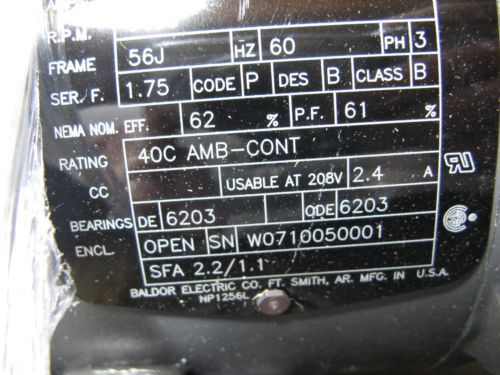 R.P.M.
FRAME 56J HZ 60 PH 3
SER. F. 1.75 CODE P DES B CLASS B
NEMA NOM. EFF. 62 % P.F. 61 %
RATING 40C AMB-CONT
CC USABLE AT 208V 2.4 A
BEARINGS DE 6203 ODE 6203
ENCL. OPEN SN W0710050001
SFA 2.2/1.1
BALDOR ELECTRIC CO. FT. SMITH, AR. MFG. IN U.S.A.
NP1256L